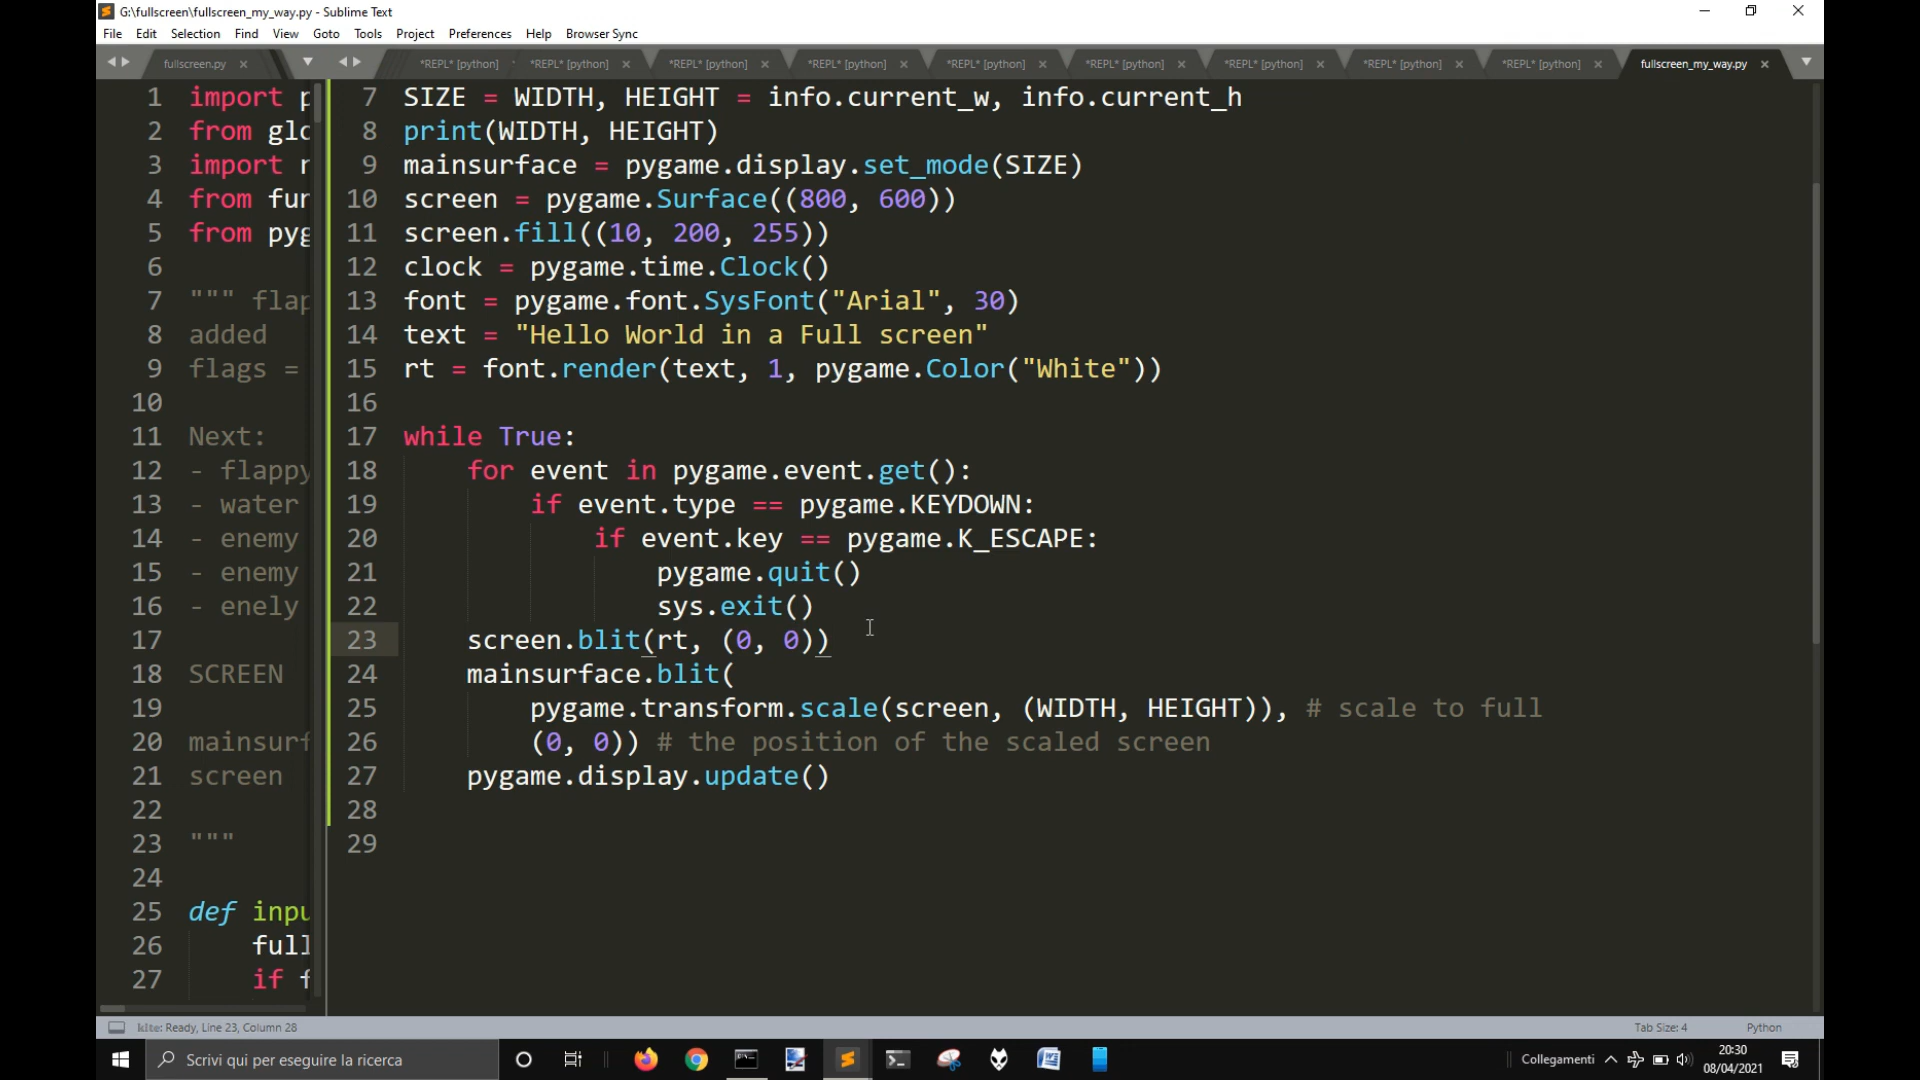 G:\fullscreen\fullscreen_my_way.py - Sublime Text
File Edit Selection Find View Goto Tools Project Preferences Help Browser Sync
fullscreen.py × *REPL* [python] *REPL* [python] × *REPL* [python] × *REPL* [python] × *REPL* [python] × *REPL* [python] × *REPL* [python] × *REPL* [python] × *REPL* [python] × fullscreen_my_way.py ×
1 import p
2 from glo
3 import r
4 from fun
5 from pyg
6
7 """ flap
8 added
9 flags =
10
11 Next:
12 - flappy
13 - water
14 - enemy
15 - enemy
16 - enely
17
18 SCREEN
19
20 mainsurf
21 screen
22
23 """
24
25 def inpu
26 full
27 if f
7 SIZE = WIDTH, HEIGHT = info.current_w, info.current_h
8 print(WIDTH, HEIGHT)
9 mainsurface = pygame.display.set_mode(SIZE)
10 screen = pygame.Surface((800, 600))
11 screen.fill((10, 200, 255))
12 clock = pygame.time.Clock()
13 font = pygame.font.SysFont("Arial", 30)
14 text = "Hello World in a Full screen"
15 rt = font.render(text, 1, pygame.Color("White"))
16
17 while True:
18 for event in pygame.event.get():
19 if event.type == pygame.KEYDOWN:
20 if event.key == pygame.K_ESCAPE:
21 pygame.quit()
22 sys.exit()
23 screen.blit(rt, (0, 0))
24 mainsurface.blit(
25 pygame.transform.scale(screen, (WIDTH, HEIGHT)), # scale to full
26 (0, 0)) # the position of the scaled screen
27 pygame.display.update()
28
29
kite: Ready, Line 23, Column 28 Tab Size: 4 Python
Scrivi qui per eseguire la ricerca Collegamenti 20:30
08/04/2021